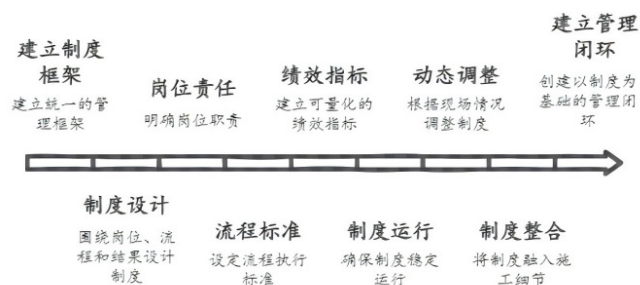 建立制度
框架
建立统一的管
理框架
岗位责任
明确岗位职责
绩效指标
建立可量化的
绩效指标
动态调整
根据现场情况
调整制度
建立管理
闭环
创建以制度为
基础的管理闭
环
制度设计
围绕岗位、流
程和结果设计
制度
流程标准
设定流程执行
标准
制度运行
确保制度稳定
运行
制度整合
将制度融入施
工细节